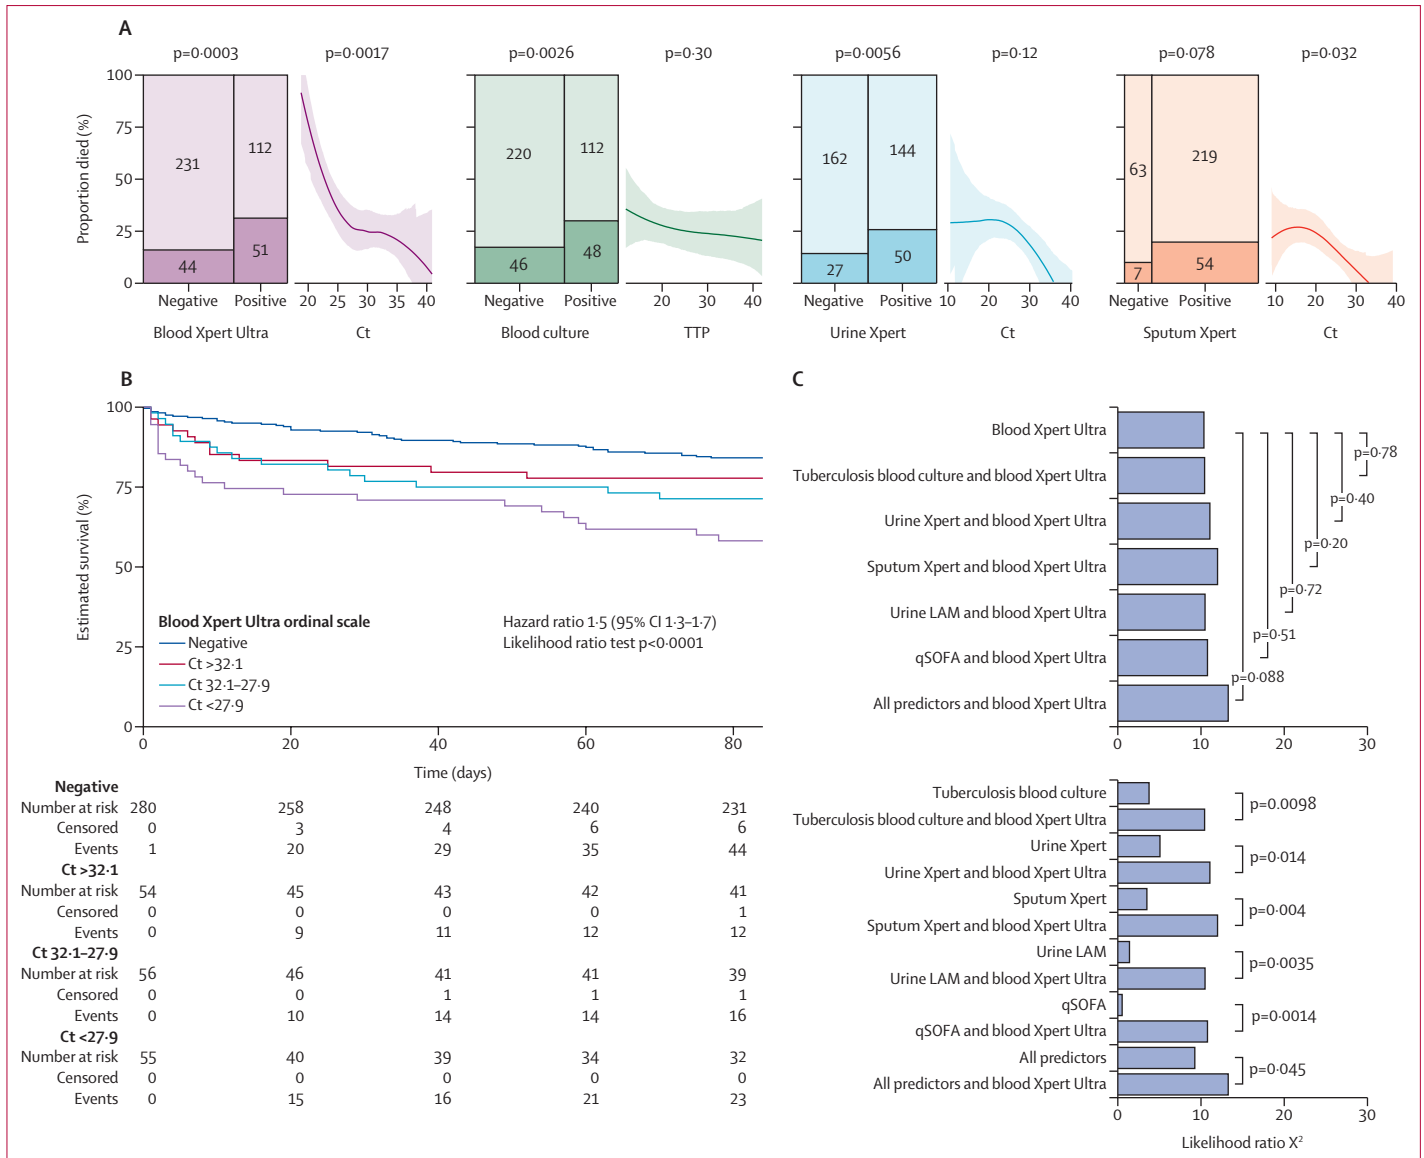 A
p=0·0003 p=0·0017 p=0·0026 p=0·30 p=0·0056 p=0·12 p=0·078 p=0·032
Proportion died (%)
100
75
50
25
0
231 112
44 51
Negative Positive
Blood Xpert Ultra
20 25 30 35 40
Ct
220 112
46 48
Negative Positive
Blood culture
20 30 40
TTP
162 144
27 50
Negative Positive
Urine Xpert
10 20 30 40
Ct
63 219
7 54
Negative Positive
Sputum Xpert
10 20 30 40
Ct
B
Estimated survival (%)
100
75
50
25
0
Blood Xpert Ultra ordinal scale
Negative
Ct >32·1
Ct 32·1–27·9
Ct <27·9
Hazard ratio 1·5 (95% CI 1·3–1·7)
Likelihood ratio test p<0·0001
0 20 40 60 80
Time (days)
Negative
Number at risk 280 258 248 240 231
Censored 0 3 4 6 6
Events 1 20 29 35 44
Ct >32·1
Number at risk 54 45 43 42 41
Censored 0 0 0 0 1
Events 0 9 11 12 12
Ct 32·1–27·9
Number at risk 56 46 41 41 39
Censored 0 0 1 1 1
Events 0 10 14 14 16
Ct <27·9
Number at risk 55 40 39 34 32
Censored 0 0 0 0 0
Events 0 15 16 21 23
C
Blood Xpert Ultra
Tuberculosis blood culture and blood Xpert Ultra
Urine Xpert and blood Xpert Ultra
Sputum Xpert and blood Xpert Ultra
Urine LAM and blood Xpert Ultra
qSOFA and blood Xpert Ultra
All predictors and blood Xpert Ultra
p=0·78
p=0·40
p=0·20
p=0·72
p=0·51
p=0·088
0 10 20 30
Tuberculosis blood culture
Tuberculosis blood culture and blood Xpert Ultra
p=0·0098
Urine Xpert
Urine Xpert and blood Xpert Ultra
p=0·014
Sputum Xpert
Sputum Xpert and blood Xpert Ultra
p=0·004
Urine LAM
Urine LAM and blood Xpert Ultra
p=0·0035
qSOFA
qSOFA and blood Xpert Ultra
p=0·0014
All predictors
All predictors and blood Xpert Ultra
p=0·045
0 10 20 30
Likelihood ratio X²